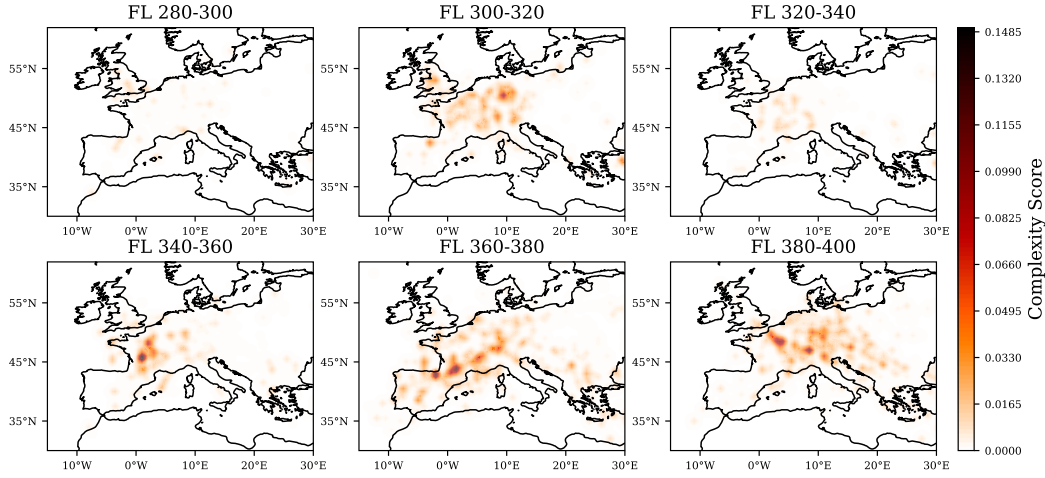 FL 280-300 FL 300-320 FL 320-340
55°N 55°N 55°N
45°N 45°N 45°N
35°N 35°N 35°N
10°W 0°W 10°E 20°E 30°E 10°W 0°W 10°E 20°E 30°E 10°W 0°W 10°E 20°E 30°E
FL 340-360 FL 360-380 FL 380-400
55°N 55°N 55°N
45°N 45°N 45°N
35°N 35°N 35°N
10°W 0°W 10°E 20°E 30°E 10°W 0°W 10°E 20°E 30°E 10°W 0°W 10°E 20°E 30°E
0.1485
0.1320
0.1155
0.0990
0.0825
0.0660
0.0495
0.0330
0.0165
0.0000
Complexity Score